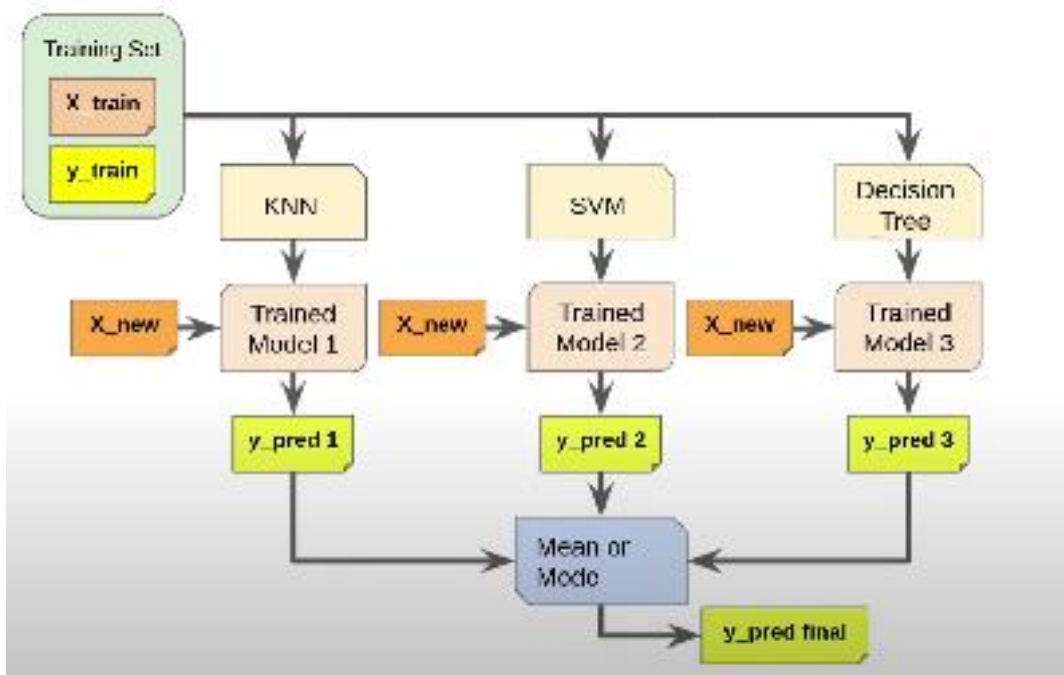 Training Set
X_train
y_train
KNN
SVM
Decision
Tree
X_new
Trained
Model 1
X_new
Trained
Model 2
X_new
Trained
Model 3
y_pred 1
y_pred 2
y_pred 3
Mean or
Mode
y_pred final